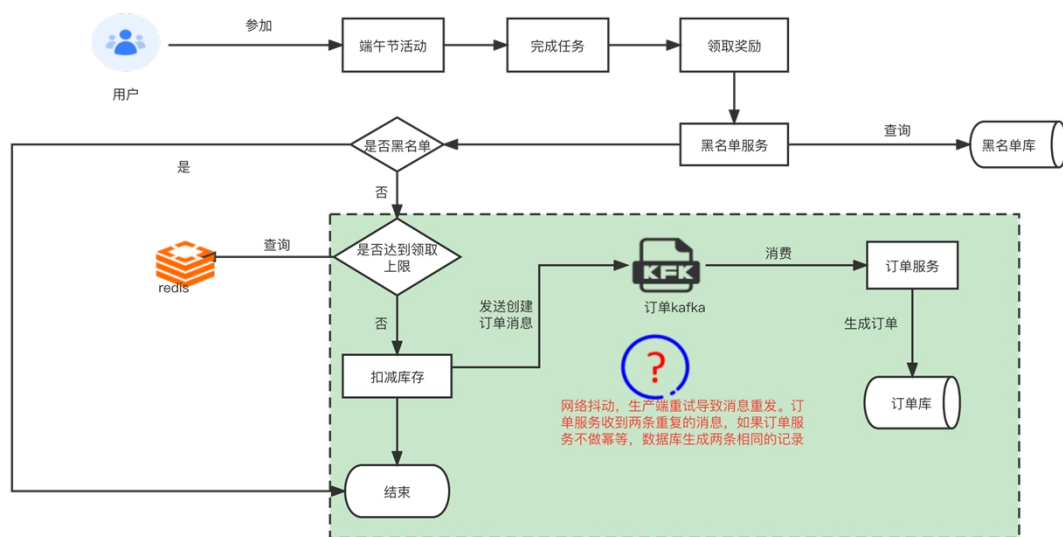 参加
端午节活动
完成任务
领取奖励
用户
是否黑名单
黑名单服务
查询
黑名单库
是
否
是否达到领取
上限
查询
redis
KFK
订单kafka
消费
订单服务
发送创建
订单消息
生成订单
否
扣减库存
?
订单库
网络抖动，生产端重试导致消息重发。订
单服务收到两条重复的消息，如果订单服
务不做幂等，数据库生成两条相同的记录
结束